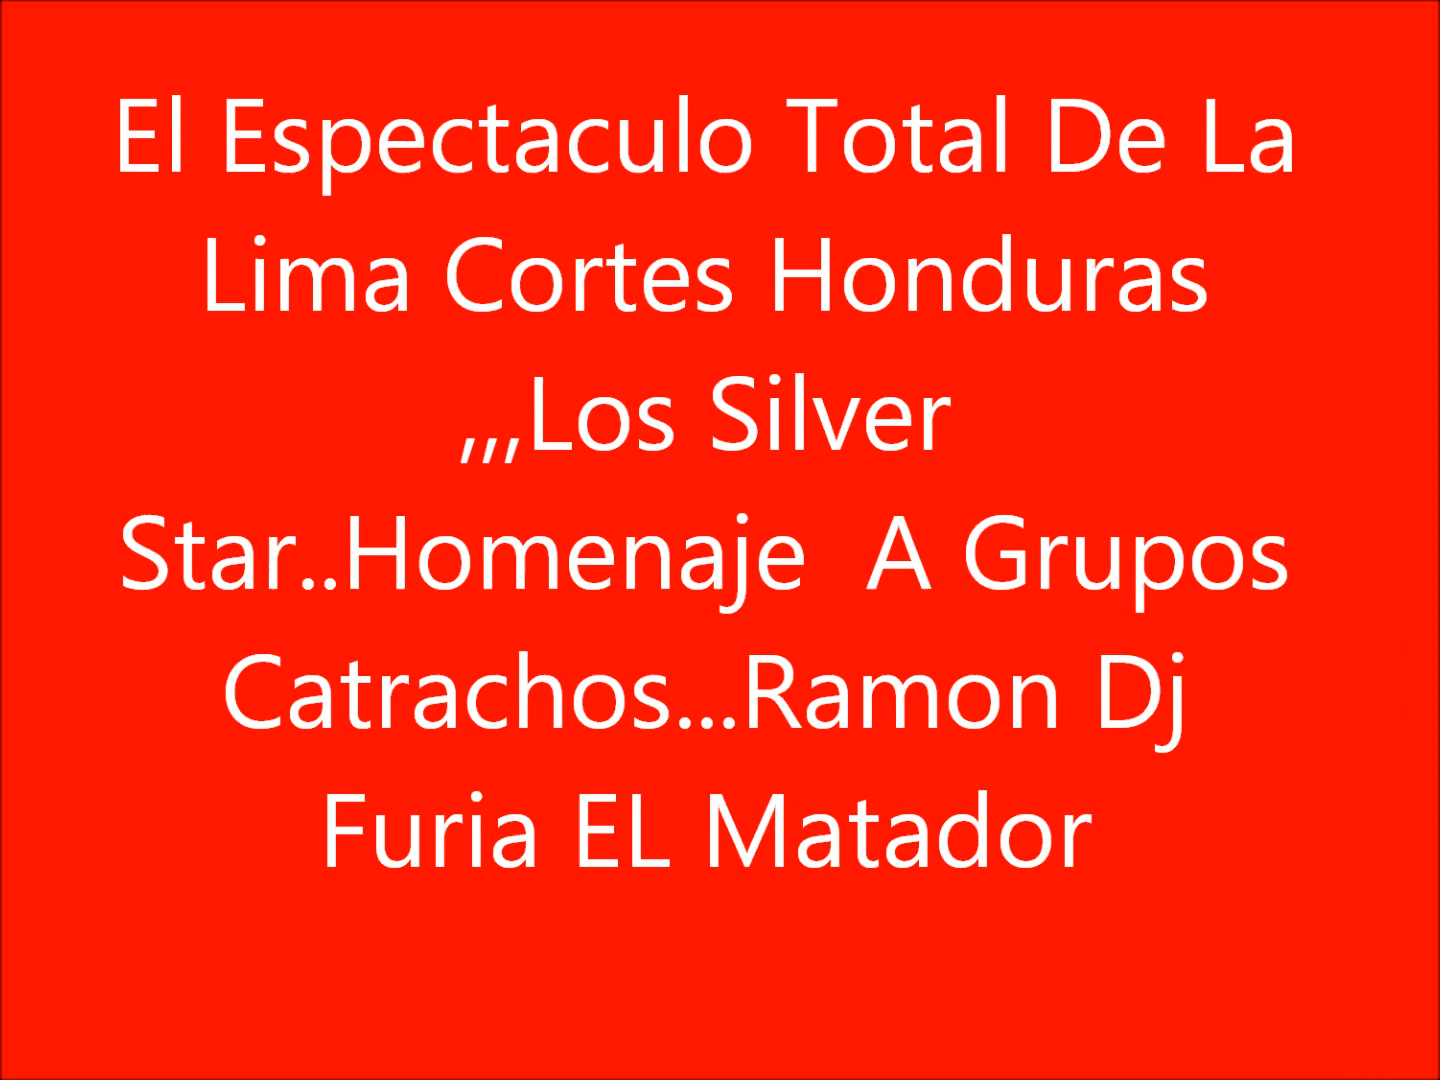 El Espectaculo Total De La
Lima Cortes Honduras
,,,Los Silver
Star..Homenaje  A Grupos
Catrachos...Ramon Dj
Furia EL Matador